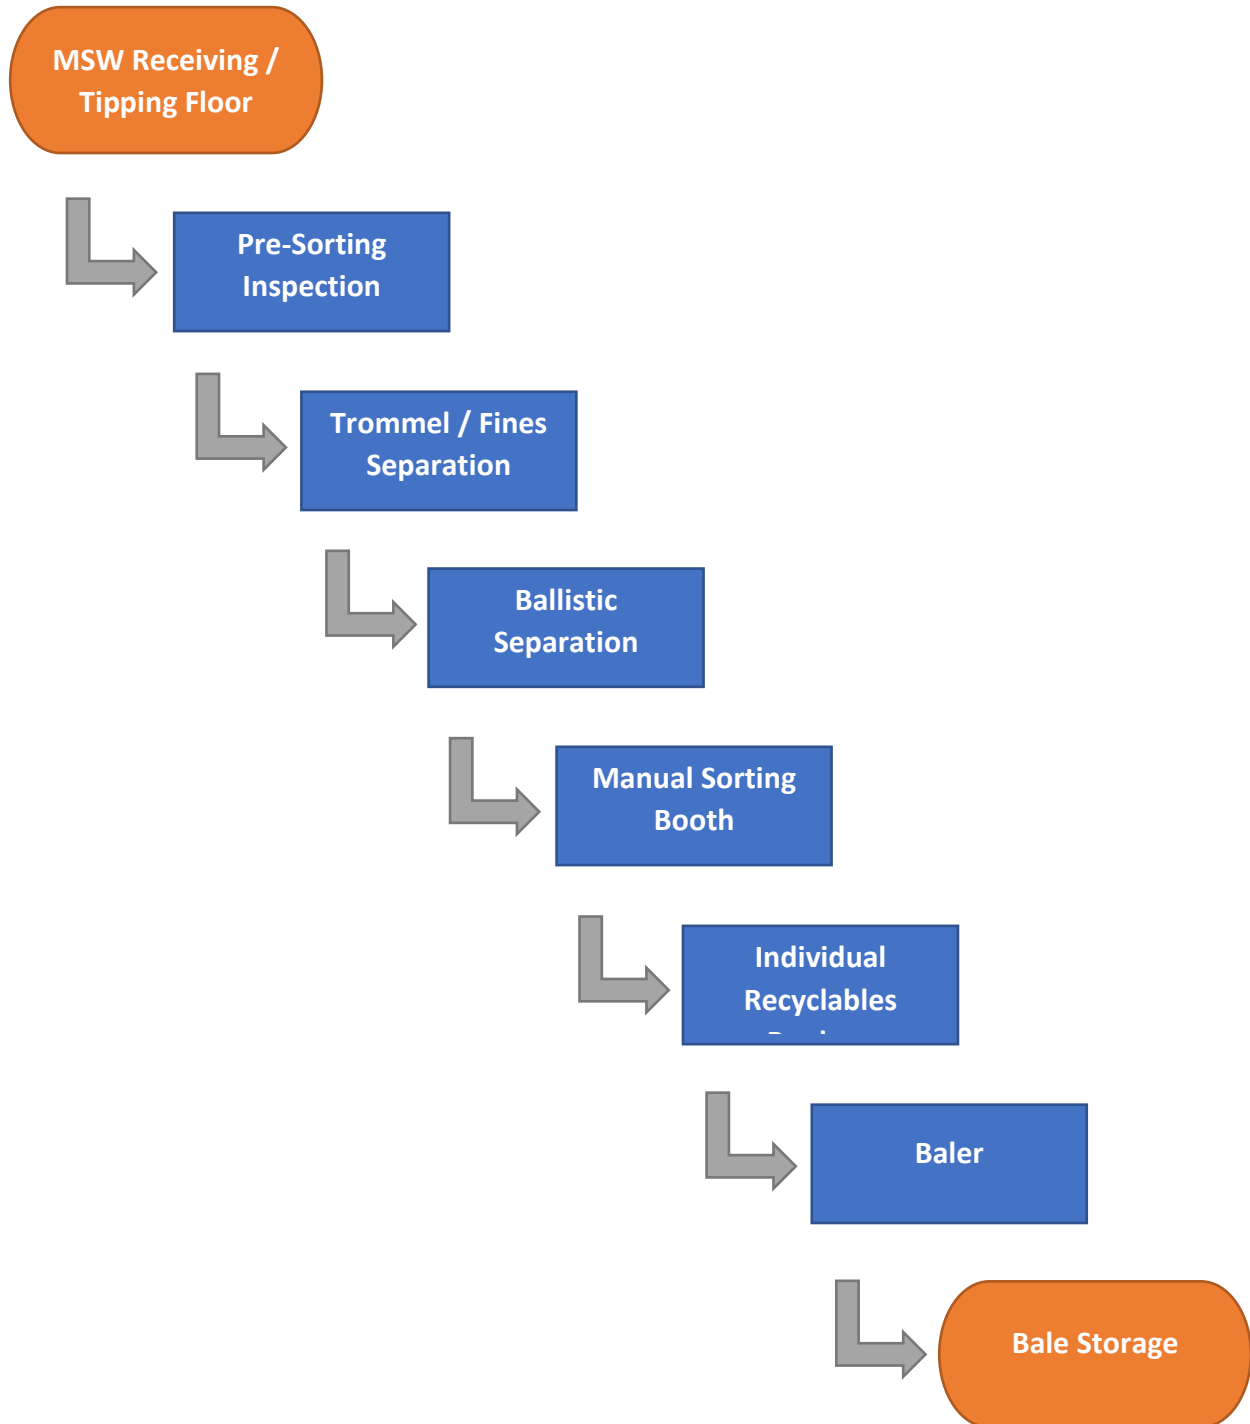 MSW Receiving /
Tipping Floor
Pre-Sorting
Inspection
Trommel / Fines
Separation
Ballistic
Separation
Manual Sorting
Booth
Individual
Recyclables
Baler
Bale Storage